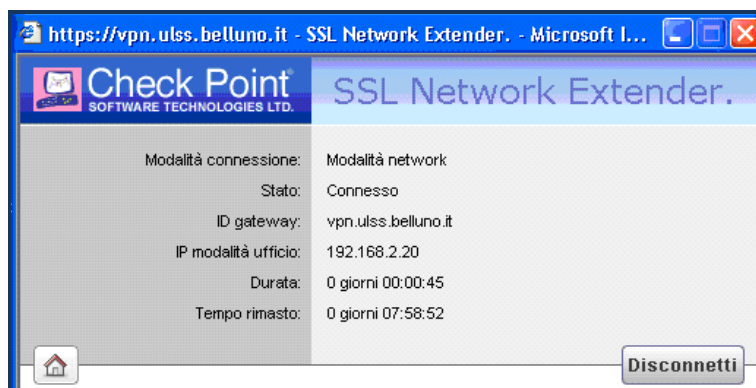 https://vpn.ulss.belluno.it - SSL Network Extender. - Microsoft I...
Check Point
SOFTWARE TECHNOLOGIES LTD.
SSL Network Extender.
Modalità connessione: Modalità network
Stato: Connesso
ID gateway: vpn.ulss.belluno.it
IP modalità ufficio: 192.168.2.20
Durata: 0 giorni 00:00:45
Tempo rimasto: 0 giorni 07:58:52
Disconnetti